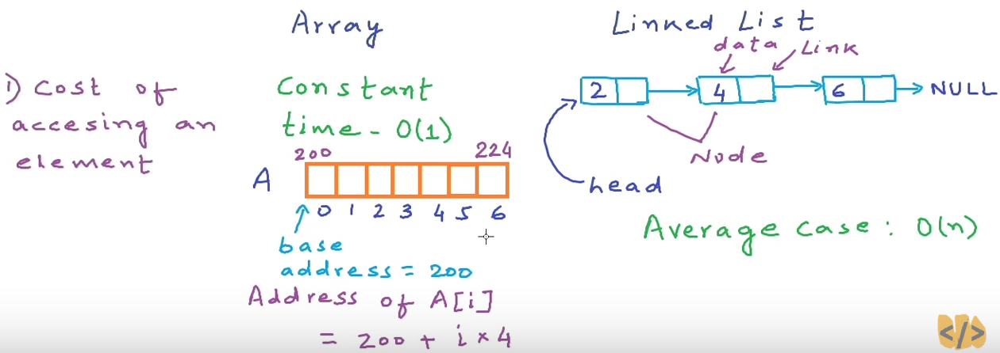 Array
Linked List
1) Cost of
accesing an
element
Constant
time - O(1)
200 224
A
0 1 2 3 4 5 6
base
address = 200
Address of A[i]
= 200 + i × 4
data Link
2 4 6 NULL
Node
head
Average case : O(n)
</>